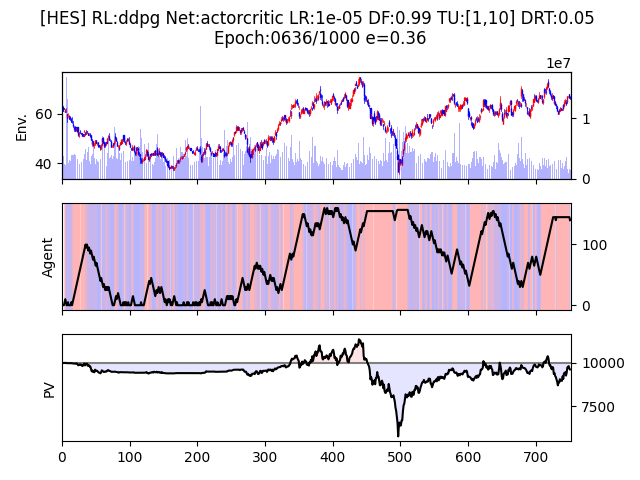 [HES] RL:ddpg Net:actorcritic LR:1e-05 DF:0.99 TU:[1,10] DRT:0.05
Epoch:0636/1000 e=0.36
1e7
Env.
60
40
1
0
Agent
100
0
PV
10000
7500
0 100 200 300 400 500 600 700